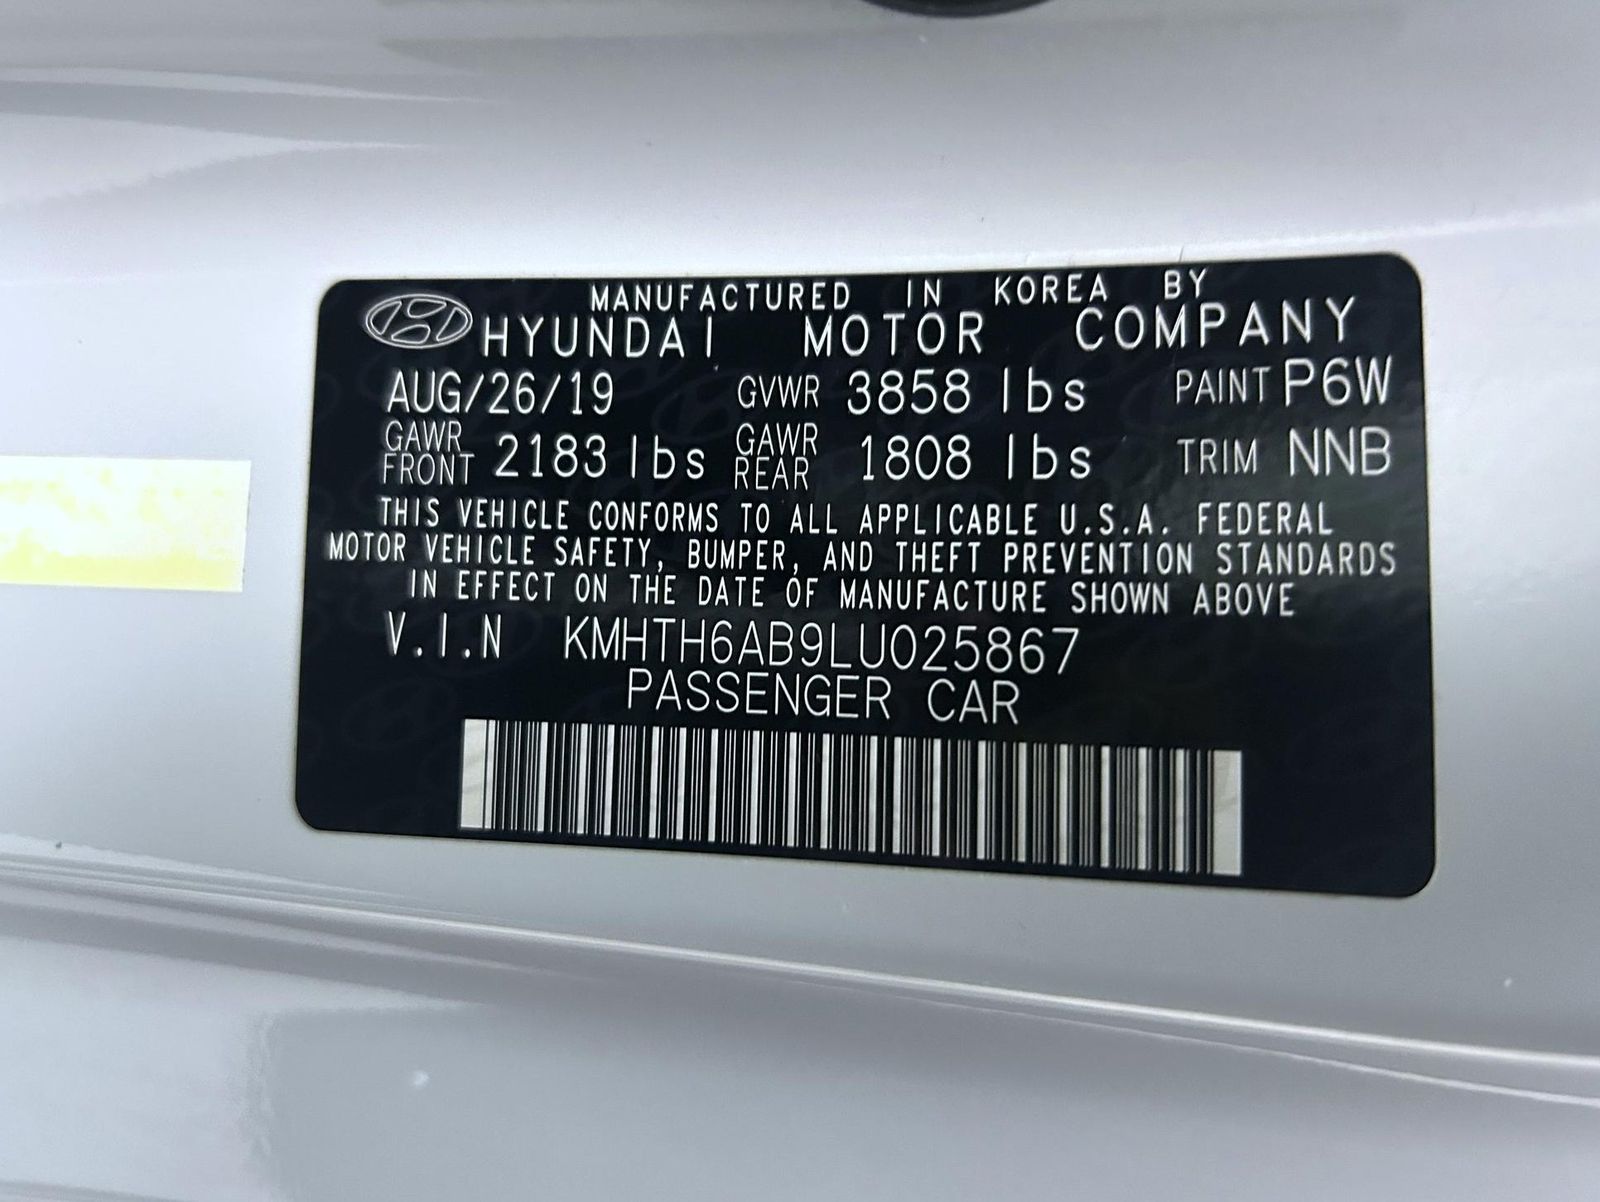 MANUFACTURED IN KOREA BY
HYUNDAI MOTOR COMPANY
AUG/26/19 GVWR 3858 lbs PAINT P6W
GAWR FRONT 2183 lbs GAWR REAR 1808 lbs TRIM NNB
THIS VEHICLE CONFORMS TO ALL APPLICABLE U.S.A. FEDERAL
MOTOR VEHICLE SAFETY, BUMPER, AND THEFT PREVENTION STANDARDS
IN EFFECT ON THE DATE OF MANUFACTURE SHOWN ABOVE
V.I.N KMHTH6AB9LU025867
PASSENGER CAR